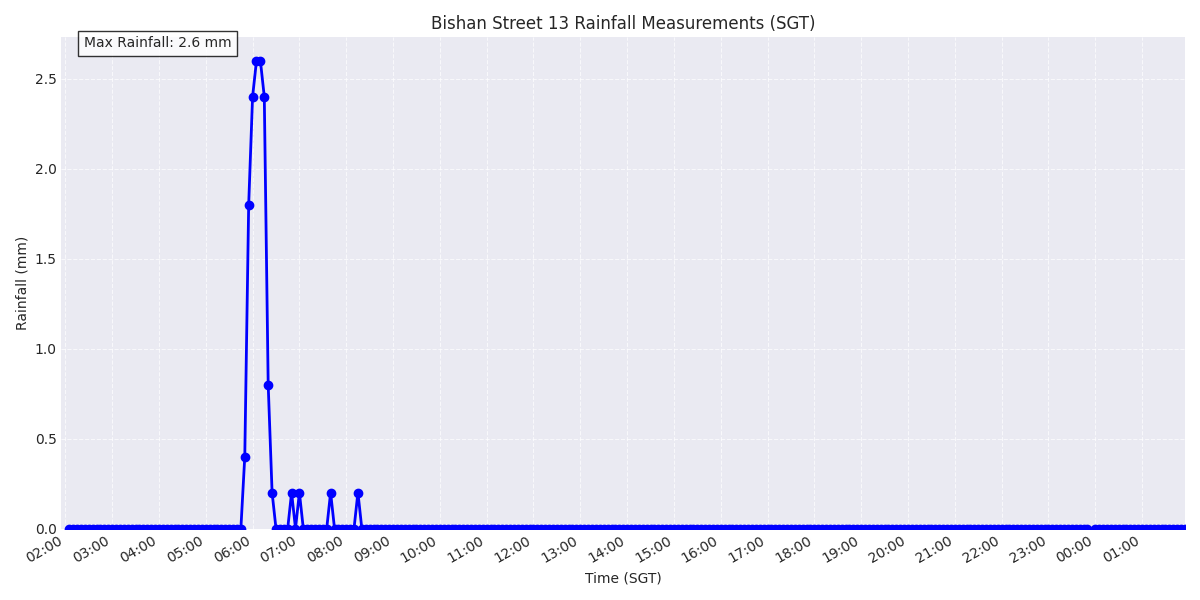 Bishan Street 13 Rainfall Measurements (SGT)
Max Rainfall: 2.6 mm
Rainfall (mm)
2.5
2.0
1.5
1.0
0.5
0.0
02:00 03:00 04:00 05:00 06:00 07:00 08:00 09:00 10:00 11:00 12:00 13:00 14:00 15:00 16:00 17:00 18:00 19:00 20:00 21:00 22:00 23:00 00:00 01:00
Time (SGT)